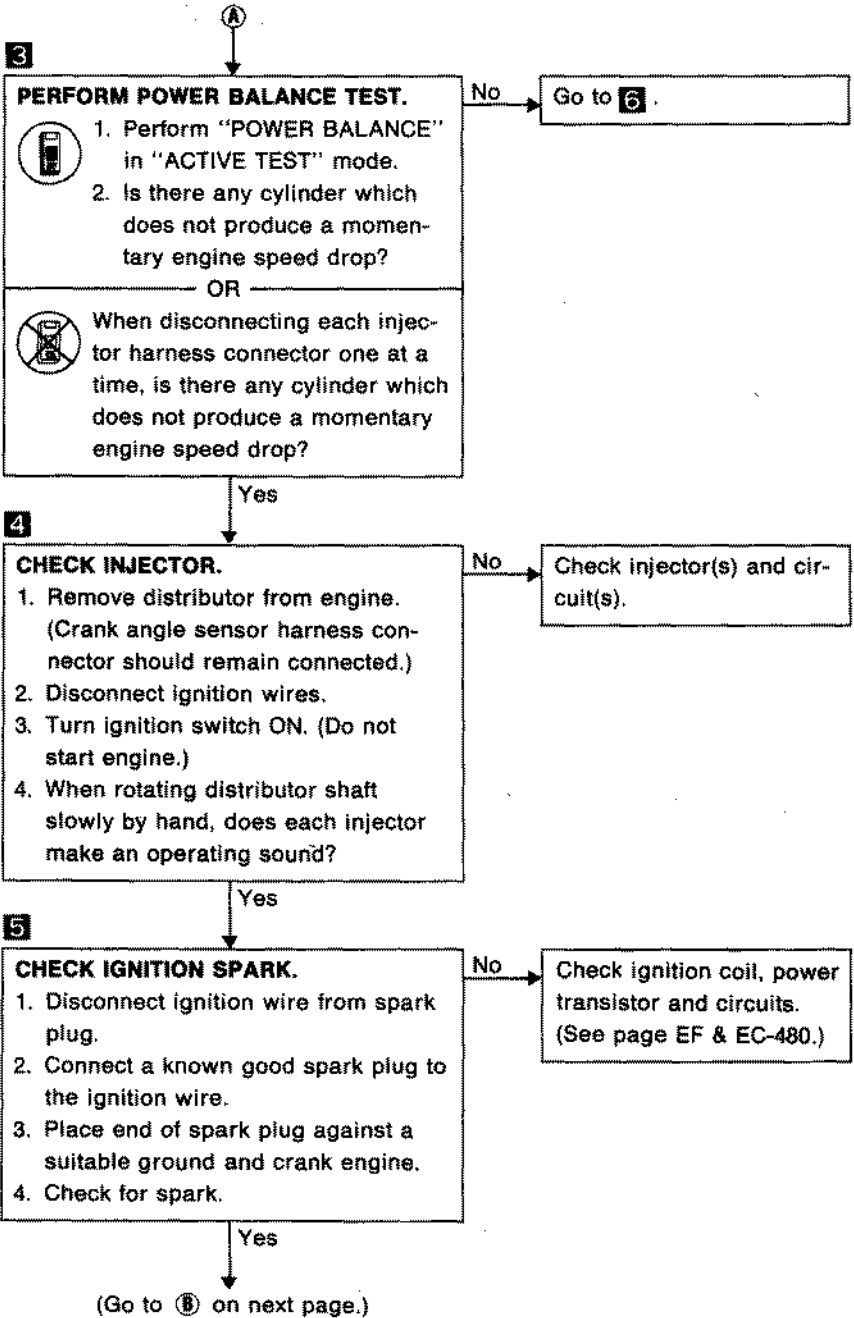 A
3
PERFORM POWER BALANCE TEST.
1. Perform "POWER BALANCE"
in "ACTIVE TEST" mode.
2. Is there any cylinder which
does not produce a momen-
tary engine speed drop?
OR
When disconnecting each injec-
tor harness connector one at a
time, is there any cylinder which
does not produce a momentary
engine speed drop?
No
Go to 6 .
Yes
4
CHECK INJECTOR.
1. Remove distributor from engine.
(Crank angle sensor harness con-
nector should remain connected.)
2. Disconnect ignition wires.
3. Turn ignition switch ON. (Do not
start engine.)
4. When rotating distributor shaft
slowly by hand, does each injector
make an operating sound?
No
Check injector(s) and cir-
cuit(s).
Yes
5
CHECK IGNITION SPARK.
1. Disconnect ignition wire from spark
plug.
2. Connect a known good spark plug to
the ignition wire.
3. Place end of spark plug against a
suitable ground and crank engine.
4. Check for spark.
No
Check ignition coil, power
transistor and circuits.
(See page EF & EC-480.)
Yes
(Go to B on next page.)